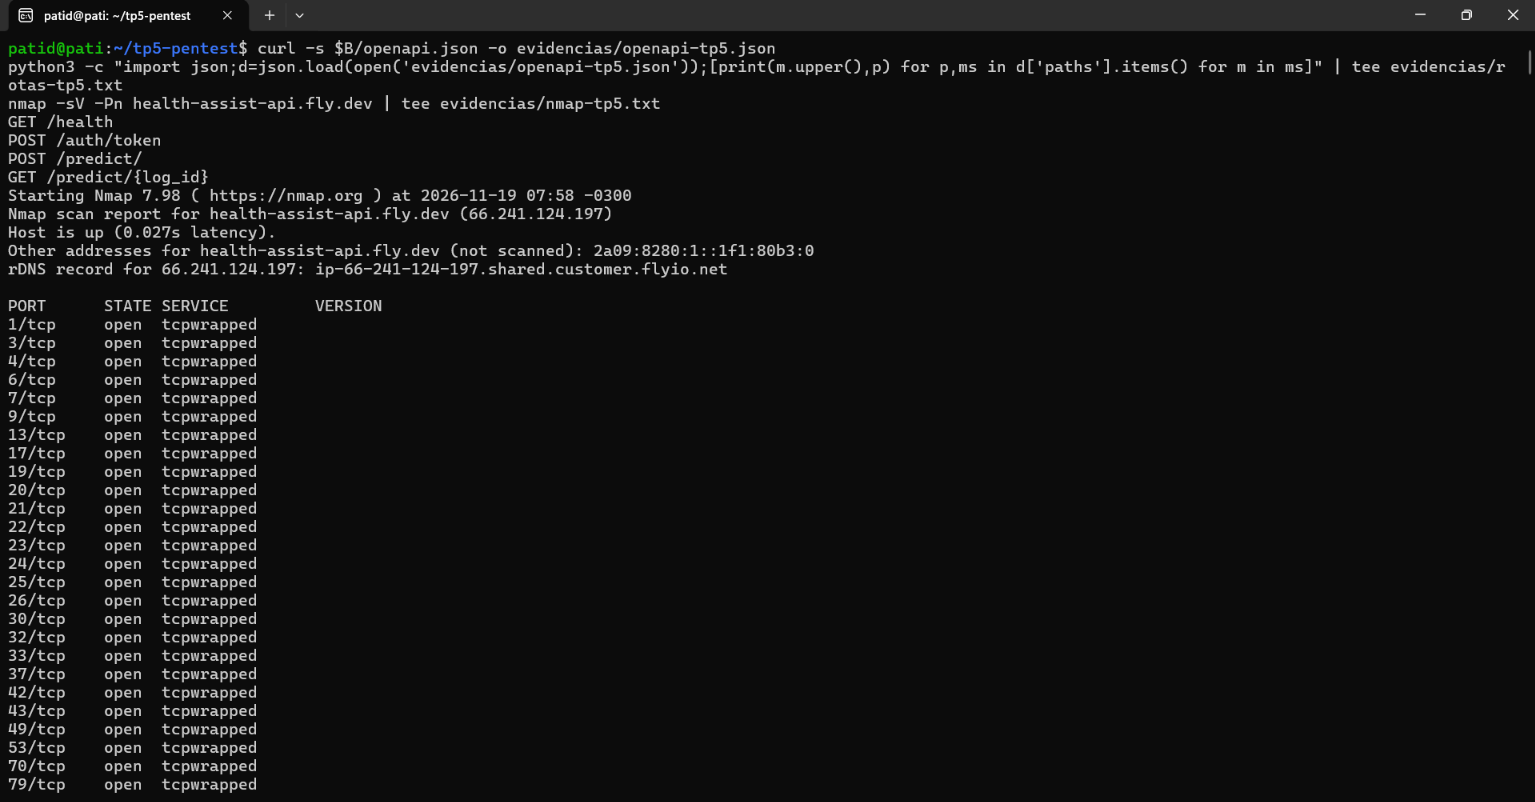 patid@pati: ~/tp5-pentest
patid@pati:~/tp5-pentest$ curl -s $B/openapi.json -o evidencias/openapi-tp5.json
python3 -c "import json;d=json.load(open('evidencias/openapi-tp5.json'));[print(m.upper(),p) for p,ms in d['paths'].items() for m in ms]" | tee evidencias/r
otas-tp5.txt
nmap -sV -Pn health-assist-api.fly.dev | tee evidencias/nmap-tp5.txt
GET /health
POST /auth/token
POST /predict/
GET /predict/{log_id}
Starting Nmap 7.98 ( https://nmap.org ) at 2026-11-19 07:58 -0300
Nmap scan report for health-assist-api.fly.dev (66.241.124.197)
Host is up (0.027s latency).
Other addresses for health-assist-api.fly.dev (not scanned): 2a09:8280:1::1f1:80b3:0
rDNS record for 66.241.124.197: ip-66-241-124-197.shared.customer.flyio.net
PORT      STATE SERVICE         VERSION
1/tcp     open  tcpwrapped
3/tcp     open  tcpwrapped
4/tcp     open  tcpwrapped
6/tcp     open  tcpwrapped
7/tcp     open  tcpwrapped
9/tcp     open  tcpwrapped
13/tcp    open  tcpwrapped
17/tcp    open  tcpwrapped
19/tcp    open  tcpwrapped
20/tcp    open  tcpwrapped
21/tcp    open  tcpwrapped
22/tcp    open  tcpwrapped
23/tcp    open  tcpwrapped
24/tcp    open  tcpwrapped
25/tcp    open  tcpwrapped
26/tcp    open  tcpwrapped
30/tcp    open  tcpwrapped
32/tcp    open  tcpwrapped
33/tcp    open  tcpwrapped
37/tcp    open  tcpwrapped
42/tcp    open  tcpwrapped
43/tcp    open  tcpwrapped
49/tcp    open  tcpwrapped
53/tcp    open  tcpwrapped
70/tcp    open  tcpwrapped
79/tcp    open  tcpwrapped